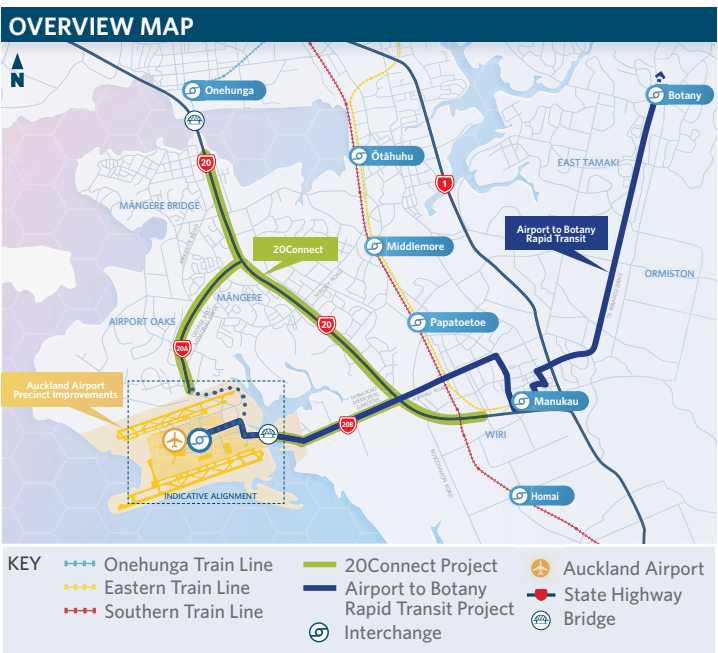 OVERVIEW MAP
N
Onehunga
Botany
20
Ōtāhuhu
EAST TAMAKI
1
MĀNGERE BRIDGE
Airport to Botany
Rapid Transit
20Connect
Middlemore
ORMISTON
MĀNGERE
AIRPORT OAKS
20
Papatoetoe
20A
Auckland Airport
Precinct Improvements
Manukau
20B
WIRI
INDICATIVE ALIGNMENT
Homai
KEY
Onehunga Train Line
Eastern Train Line
Southern Train Line
20Connect Project
Airport to Botany
Rapid Transit Project
Interchange
Auckland Airport
State Highway
Bridge